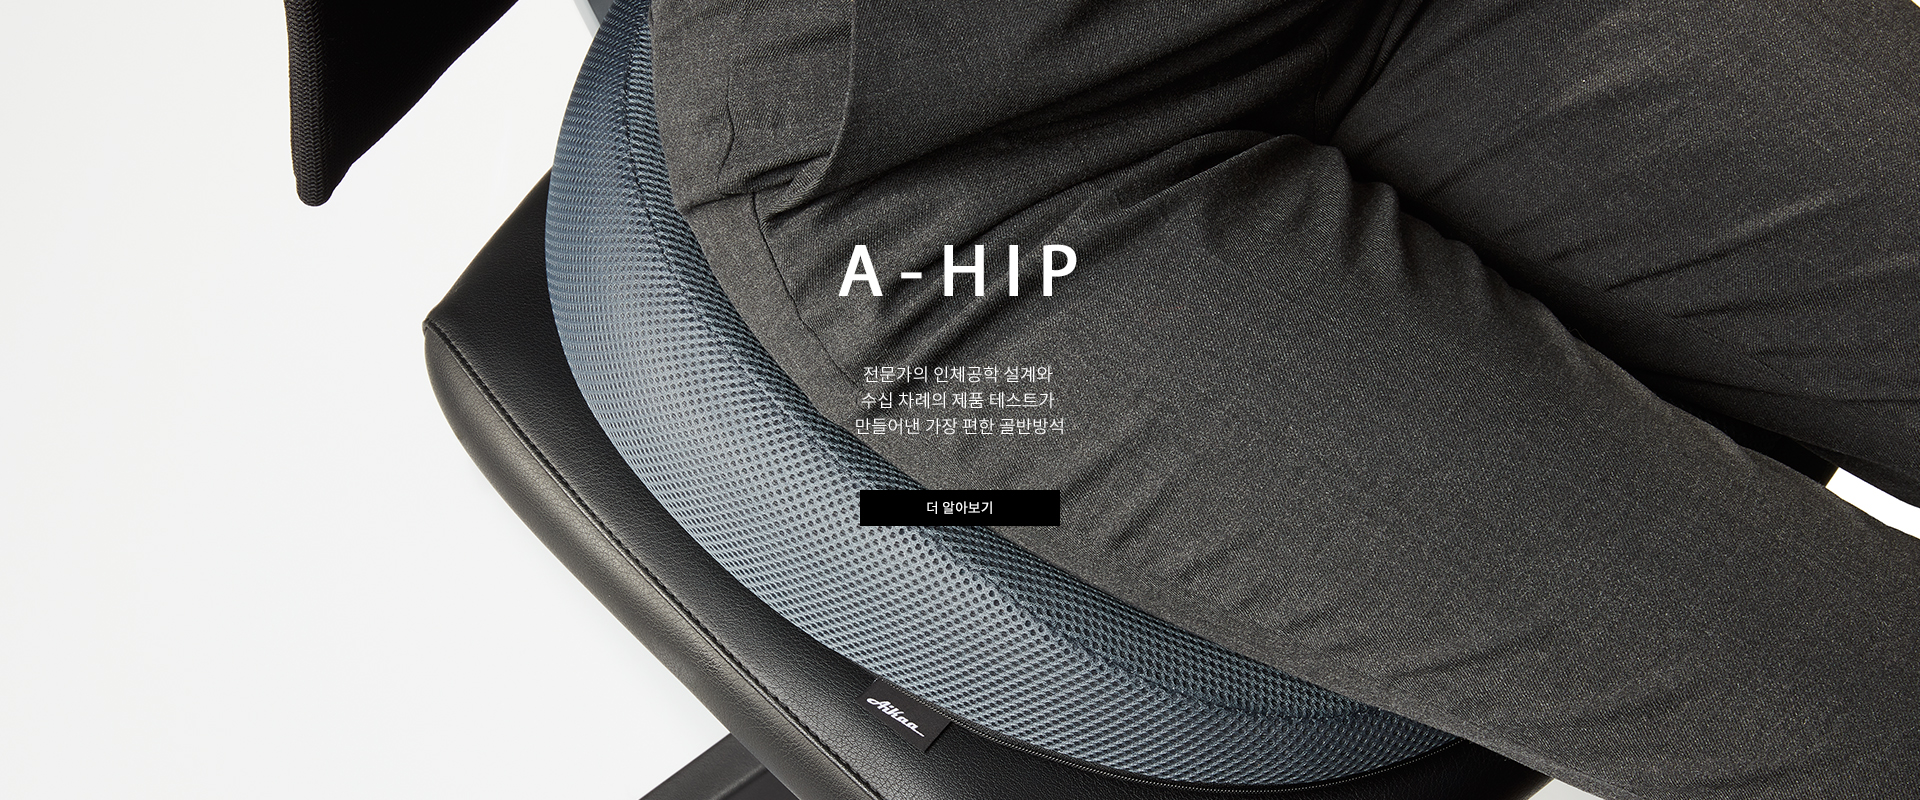 A-HIP
전문가의 인체공학 설계와
수십 차례의 제품 테스트가
만들어낸 가장 편한 골반방석
더 알아보기
Aikaa